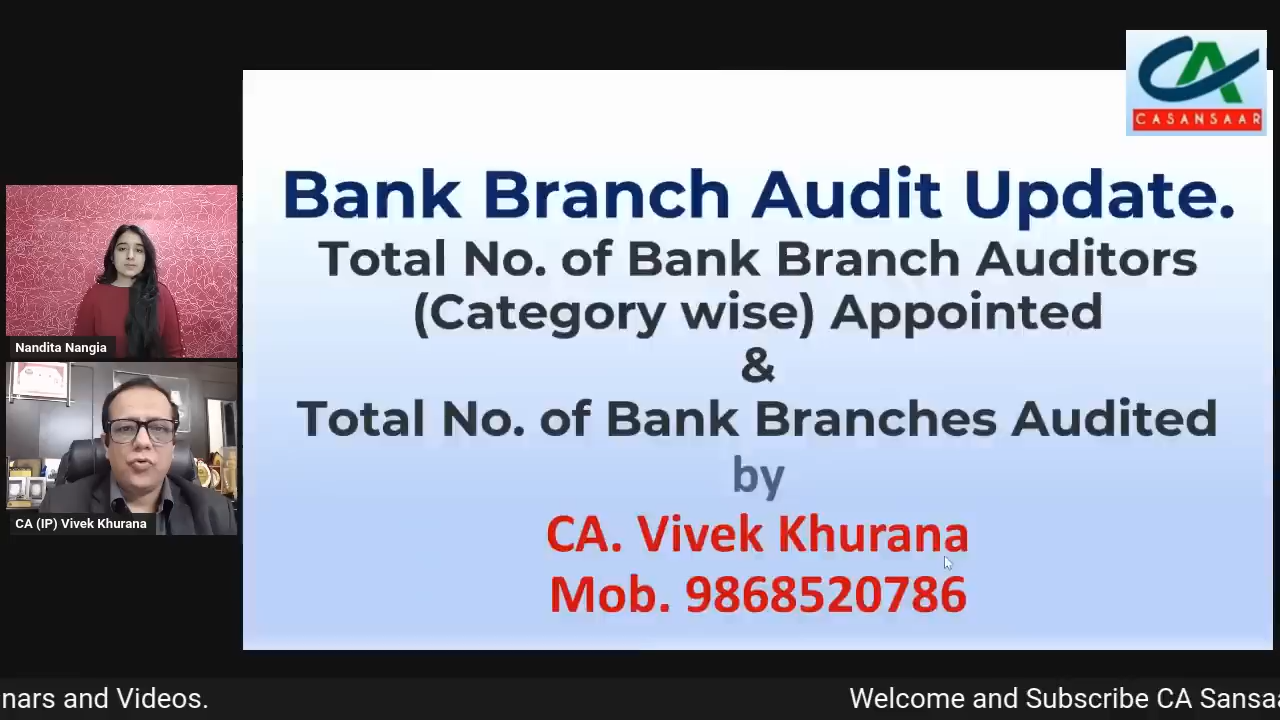 CASANSAAR
Bank Branch Audit Update.
Total No. of Bank Branch Auditors
(Category wise) Appointed
&
Total No. of Bank Branches Audited
by
CA. Vivek Khurana
Mob. 9868520786
Nandita Nangia
CA (IP) Vivek Khurana
nars and Videos.
Welcome and Subscribe CA Sansaa